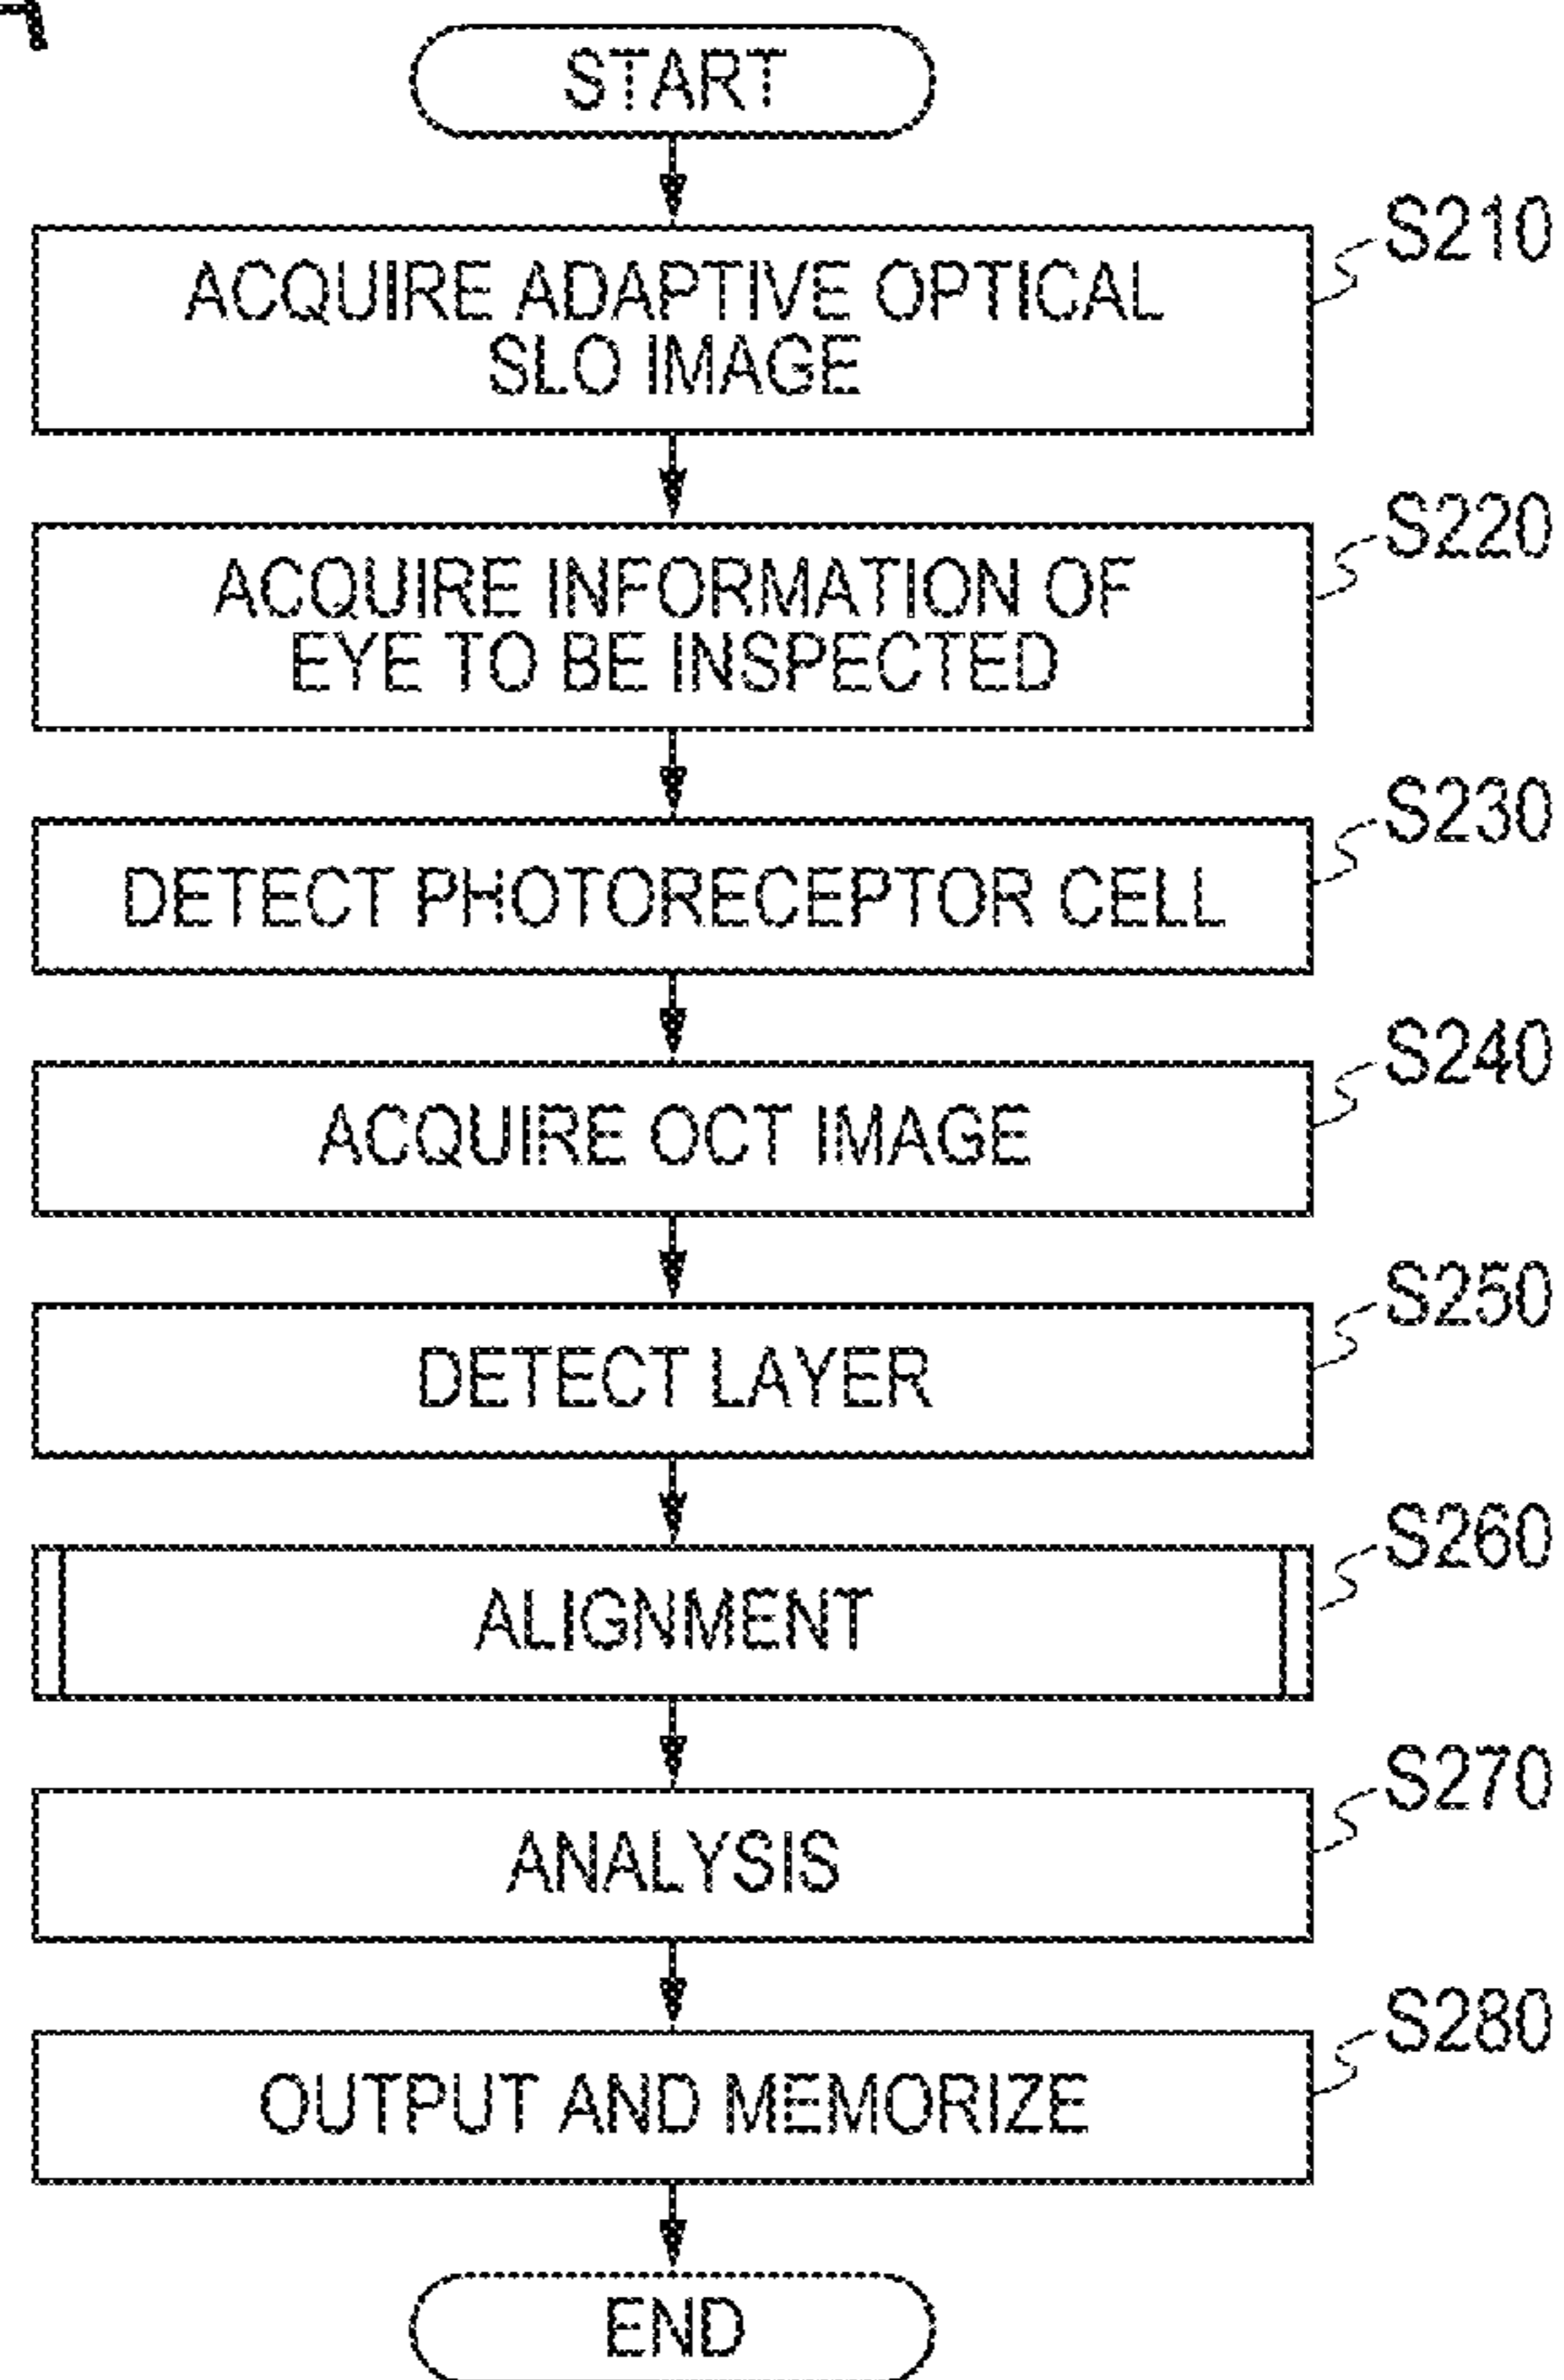 START
S210
ACQUIRE ADAPTIVE OPTICAL
SLO IMAGE
S220
ACQUIRE INFORMATION OF
EYE TO BE INSPECTED
S230
DETECT PHOTORECEPTOR CELL
S240
ACQUIRE OCT IMAGE
S250
DETECT LAYER
S260
ALIGNMENT
S270
ANALYSIS
S280
OUTPUT AND MEMORIZE
END